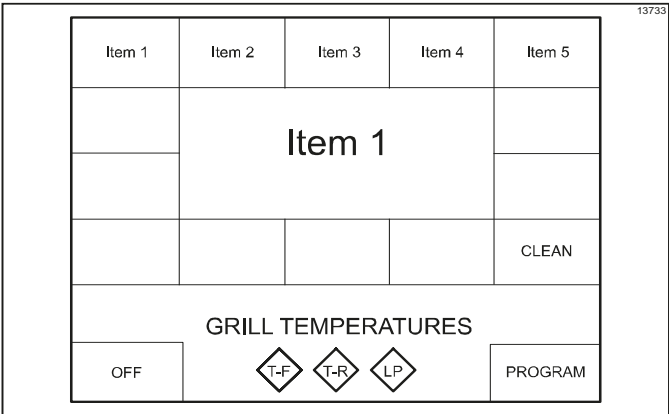 13733
Item 1 Item 2 Item 3 Item 4 Item 5
Item 1
CLEAN
GRILL TEMPERATURES
OFF T-F T-R LP PROGRAM